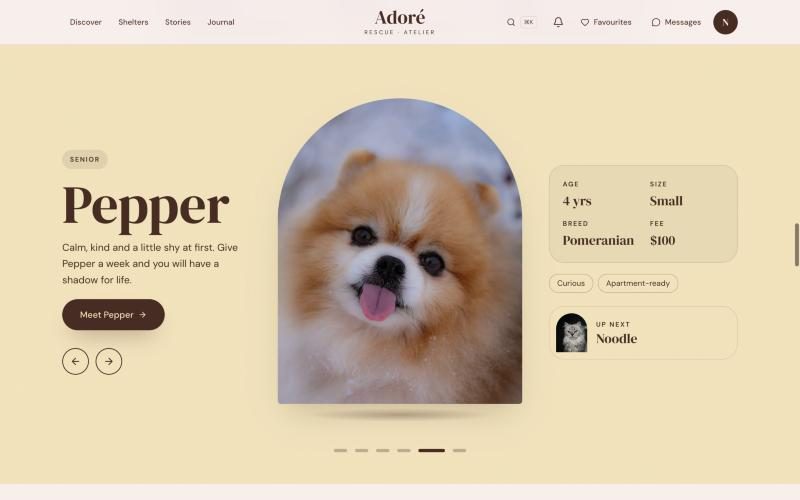 Discover
Shelters
Stories
Journal
Adoré
RESCUE · ATELIER
⌘K
Favourites
Messages
N
SENIOR
Pepper
Calm, kind and a little shy at first. Give
Pepper a week and you will have a
shadow for life.
Meet Pepper →
AGE
4 yrs
SIZE
Small
BREED
Pomeranian
FEE
$100
Curious
Apartment-ready
UP NEXT
Noodle